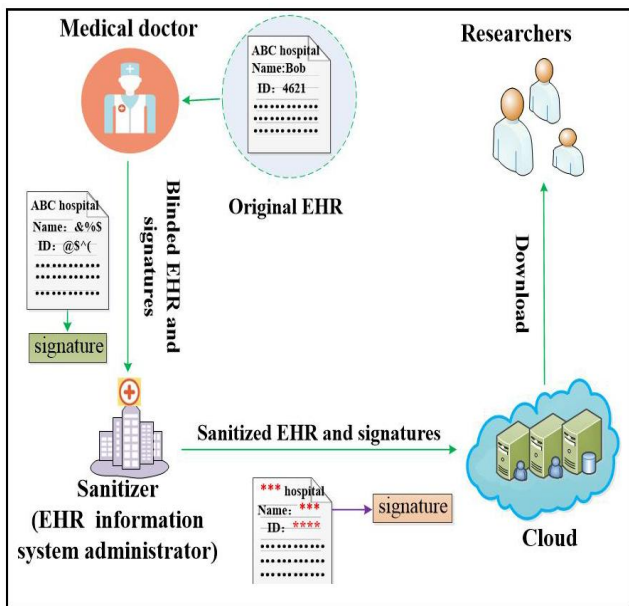 Medical doctor
ABC hospital
Name:Bob
ID: 4621
Original EHR
Researchers
ABC hospital
Name: &%$
ID: @$^(
signature
Blinded EHR and
signatures
Download
Sanitizer
(EHR information
system administrator)
Sanitized EHR and signatures
*** hospital
Name: ***
ID: ****
signature
Cloud